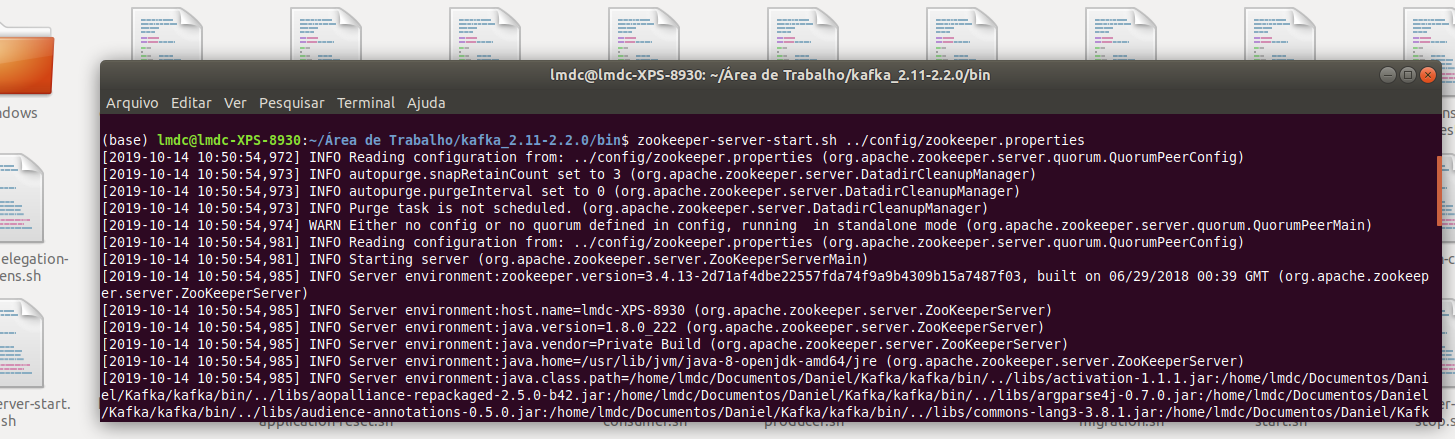 lmdc@lmdc-XPS-8930: ~/Área de Trabalho/kafka_2.11-2.2.0/bin
Arquivo Editar Ver Pesquisar Terminal Ajuda
(base) lmdc@lmdc-XPS-8930:~/Área de Trabalho/kafka_2.11-2.2.0/bin$ zookeeper-server-start.sh ../config/zookeeper.properties
[2019-10-14 10:50:54,972] INFO Reading configuration from: ../config/zookeeper.properties (org.apache.zookeeper.server.quorum.QuorumPeerConfig)
[2019-10-14 10:50:54,973] INFO autopurge.snapRetainCount set to 3 (org.apache.zookeeper.server.DatadirCleanupManager)
[2019-10-14 10:50:54,973] INFO autopurge.purgeInterval set to 0 (org.apache.zookeeper.server.DatadirCleanupManager)
[2019-10-14 10:50:54,973] INFO Purge task is not scheduled. (org.apache.zookeeper.server.DatadirCleanupManager)
[2019-10-14 10:50:54,974] WARN Either no config or no quorum defined in config, running  in standalone mode (org.apache.zookeeper.server.quorum.QuorumPeerMain)
[2019-10-14 10:50:54,981] INFO Reading configuration from: ../config/zookeeper.properties (org.apache.zookeeper.server.quorum.QuorumPeerConfig)
[2019-10-14 10:50:54,981] INFO Starting server (org.apache.zookeeper.server.ZooKeeperServerMain)
[2019-10-14 10:50:54,985] INFO Server environment:zookeeper.version=3.4.13-2d71af4dbe22557fda74f9a9b4309b15a7487f03, built on 06/29/2018 00:39 GMT (org.apache.zookeep
er.server.ZooKeeperServer)
[2019-10-14 10:50:54,985] INFO Server environment:host.name=lmdc-XPS-8930 (org.apache.zookeeper.server.ZooKeeperServer)
[2019-10-14 10:50:54,985] INFO Server environment:java.version=1.8.0_222 (org.apache.zookeeper.server.ZooKeeperServer)
[2019-10-14 10:50:54,985] INFO Server environment:java.vendor=Private Build (org.apache.zookeeper.server.ZooKeeperServer)
[2019-10-14 10:50:54,985] INFO Server environment:java.home=/usr/lib/jvm/java-8-openjdk-amd64/jre (org.apache.zookeeper.server.ZooKeeperServer)
[2019-10-14 10:50:54,985] INFO Server environment:java.class.path=/home/lmdc/Documentos/Daniel/Kafka/kafka/bin/../libs/activation-1.1.1.jar:/home/lmdc/Documentos/Dani
el/Kafka/kafka/bin/../libs/aopalliance-repackaged-2.5.0-b42.jar:/home/lmdc/Documentos/Daniel/Kafka/kafka/bin/../libs/argparse4j-0.7.0.jar:/home/lmdc/Documentos/Daniel
/Kafka/kafka/bin/../libs/audience-annotations-0.5.0.jar:/home/lmdc/Documentos/Daniel/Kafka/kafka/bin/../libs/commons-lang3-3.8.1.jar:/home/lmdc/Documentos/Daniel/Kafk
dows
elegation-
ens.sh
erver-start.
sh